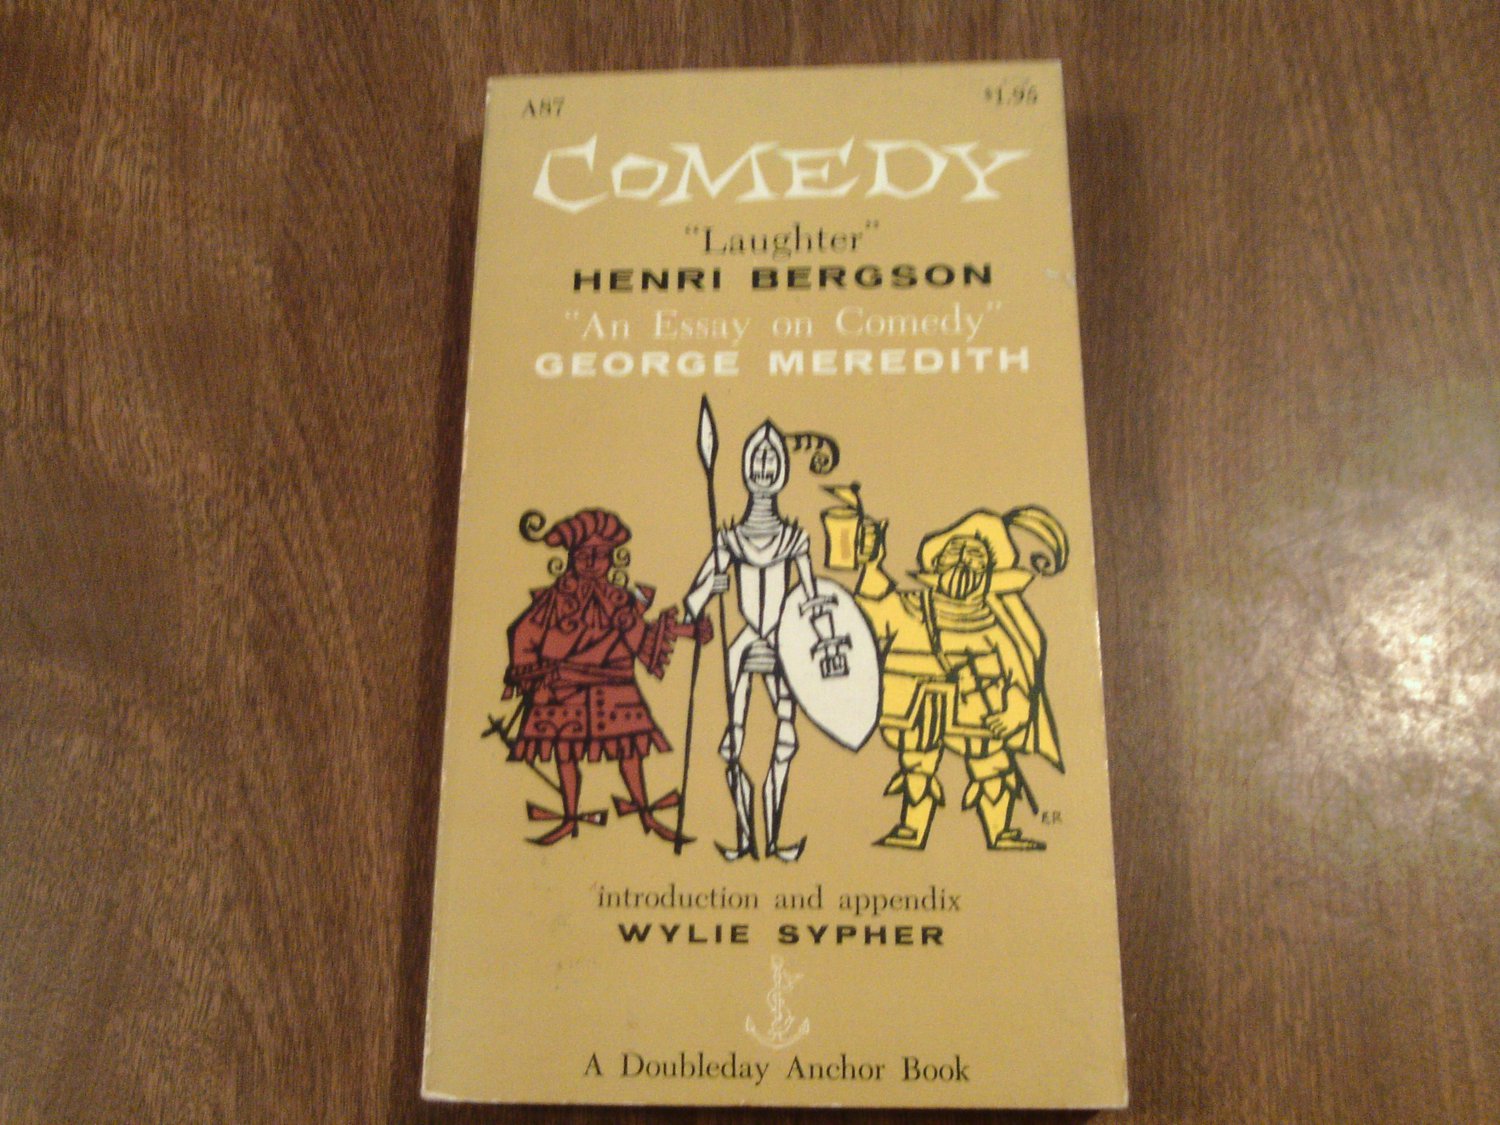 A87 $1.95
COMEDY
"Laughter"
HENRI BERGSON
"An Essay on Comedy"
GEORGE MEREDITH
F.R
introduction and appendix
WYLIE SYPHER
A Doubleday Anchor Book